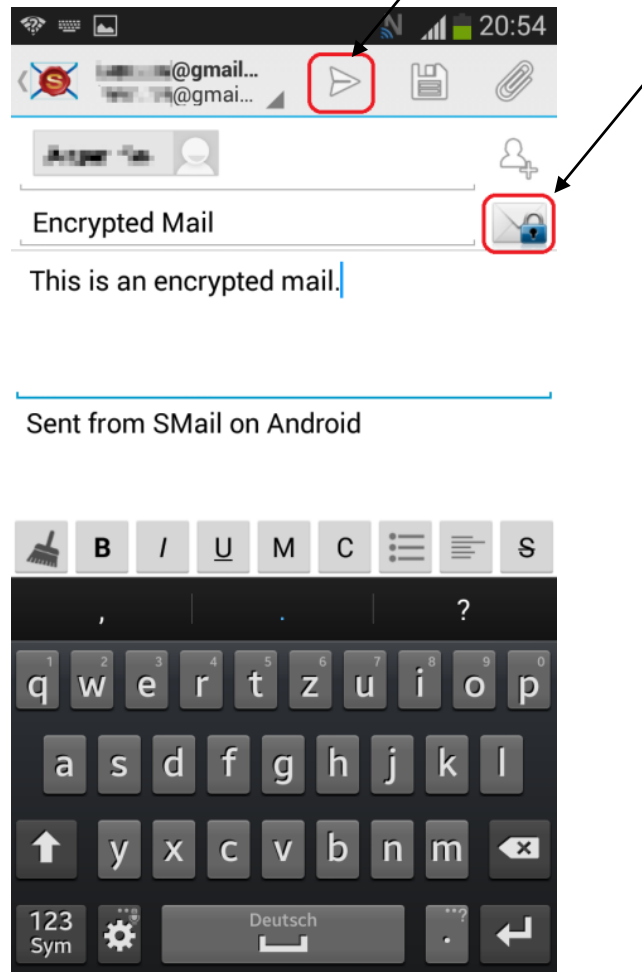 20:54
@gmail...
@gmai...
Encrypted Mail
This is an encrypted mail.
Sent from SMail on Android
B I U M C S
, . ?
1 2 3 4 5 6 7 8 9 0
q w e r t z u i o p
a s d f g h j k l
y x c v b n m
123 Deutsch ...?
Sym .